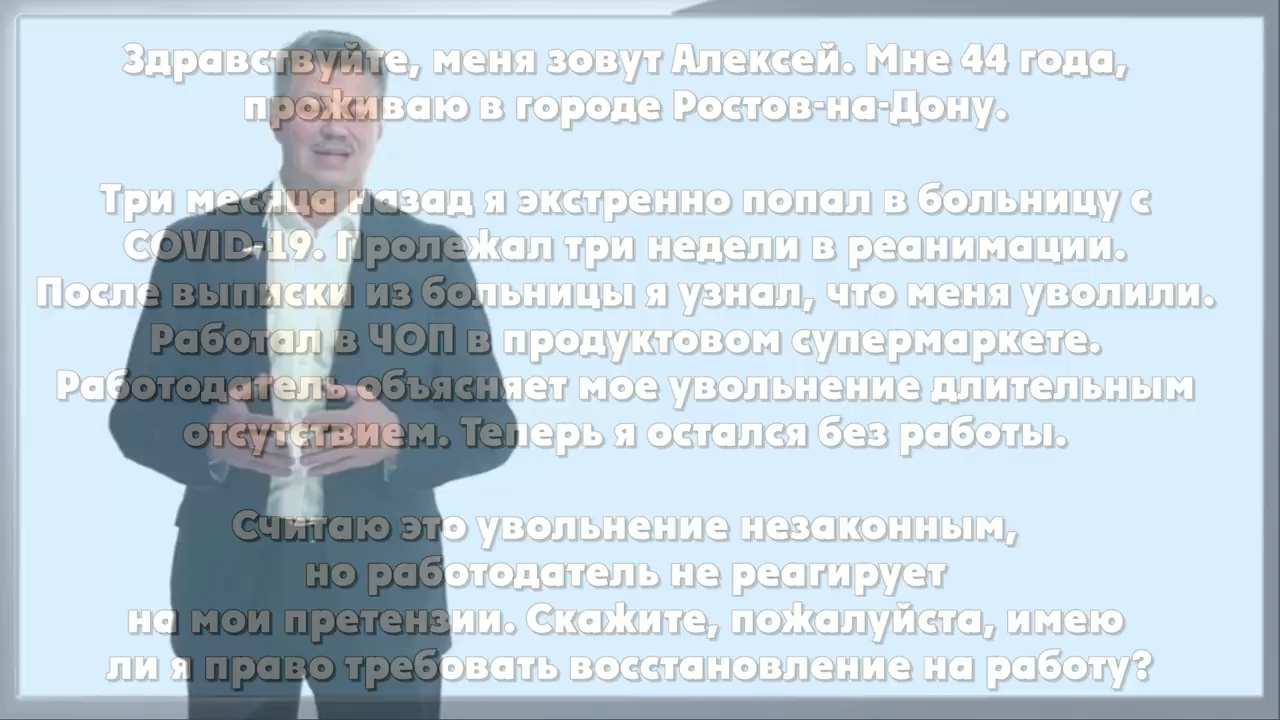 Здравствуйте, меня зовут Алексей. Мне 44 года,
проживаю в городе Ростов-на-Дону.
Три месяца назад я экстренно попал в больницу с
COVID-19. Пролежал три недели в реанимации.
После выписки из больницы я узнал, что меня уволили.
Работал в ЧОП в продуктовом супермаркете.
Работодатель объясняет мое увольнение длительным
отсутствием. Теперь я остался без работы.
Считаю это увольнение незаконным,
но работодатель не реагирует
на мои претензии. Скажите, пожалуйста, имею
ли я право требовать восстановление на работу?